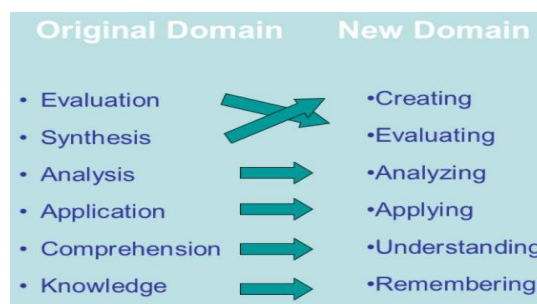 Original Domain New Domain
• Evaluation •Creating
• Synthesis •Evaluating
• Analysis •Analyzing
• Application •Applying
• Comprehension •Understanding
• Knowledge •Remembering